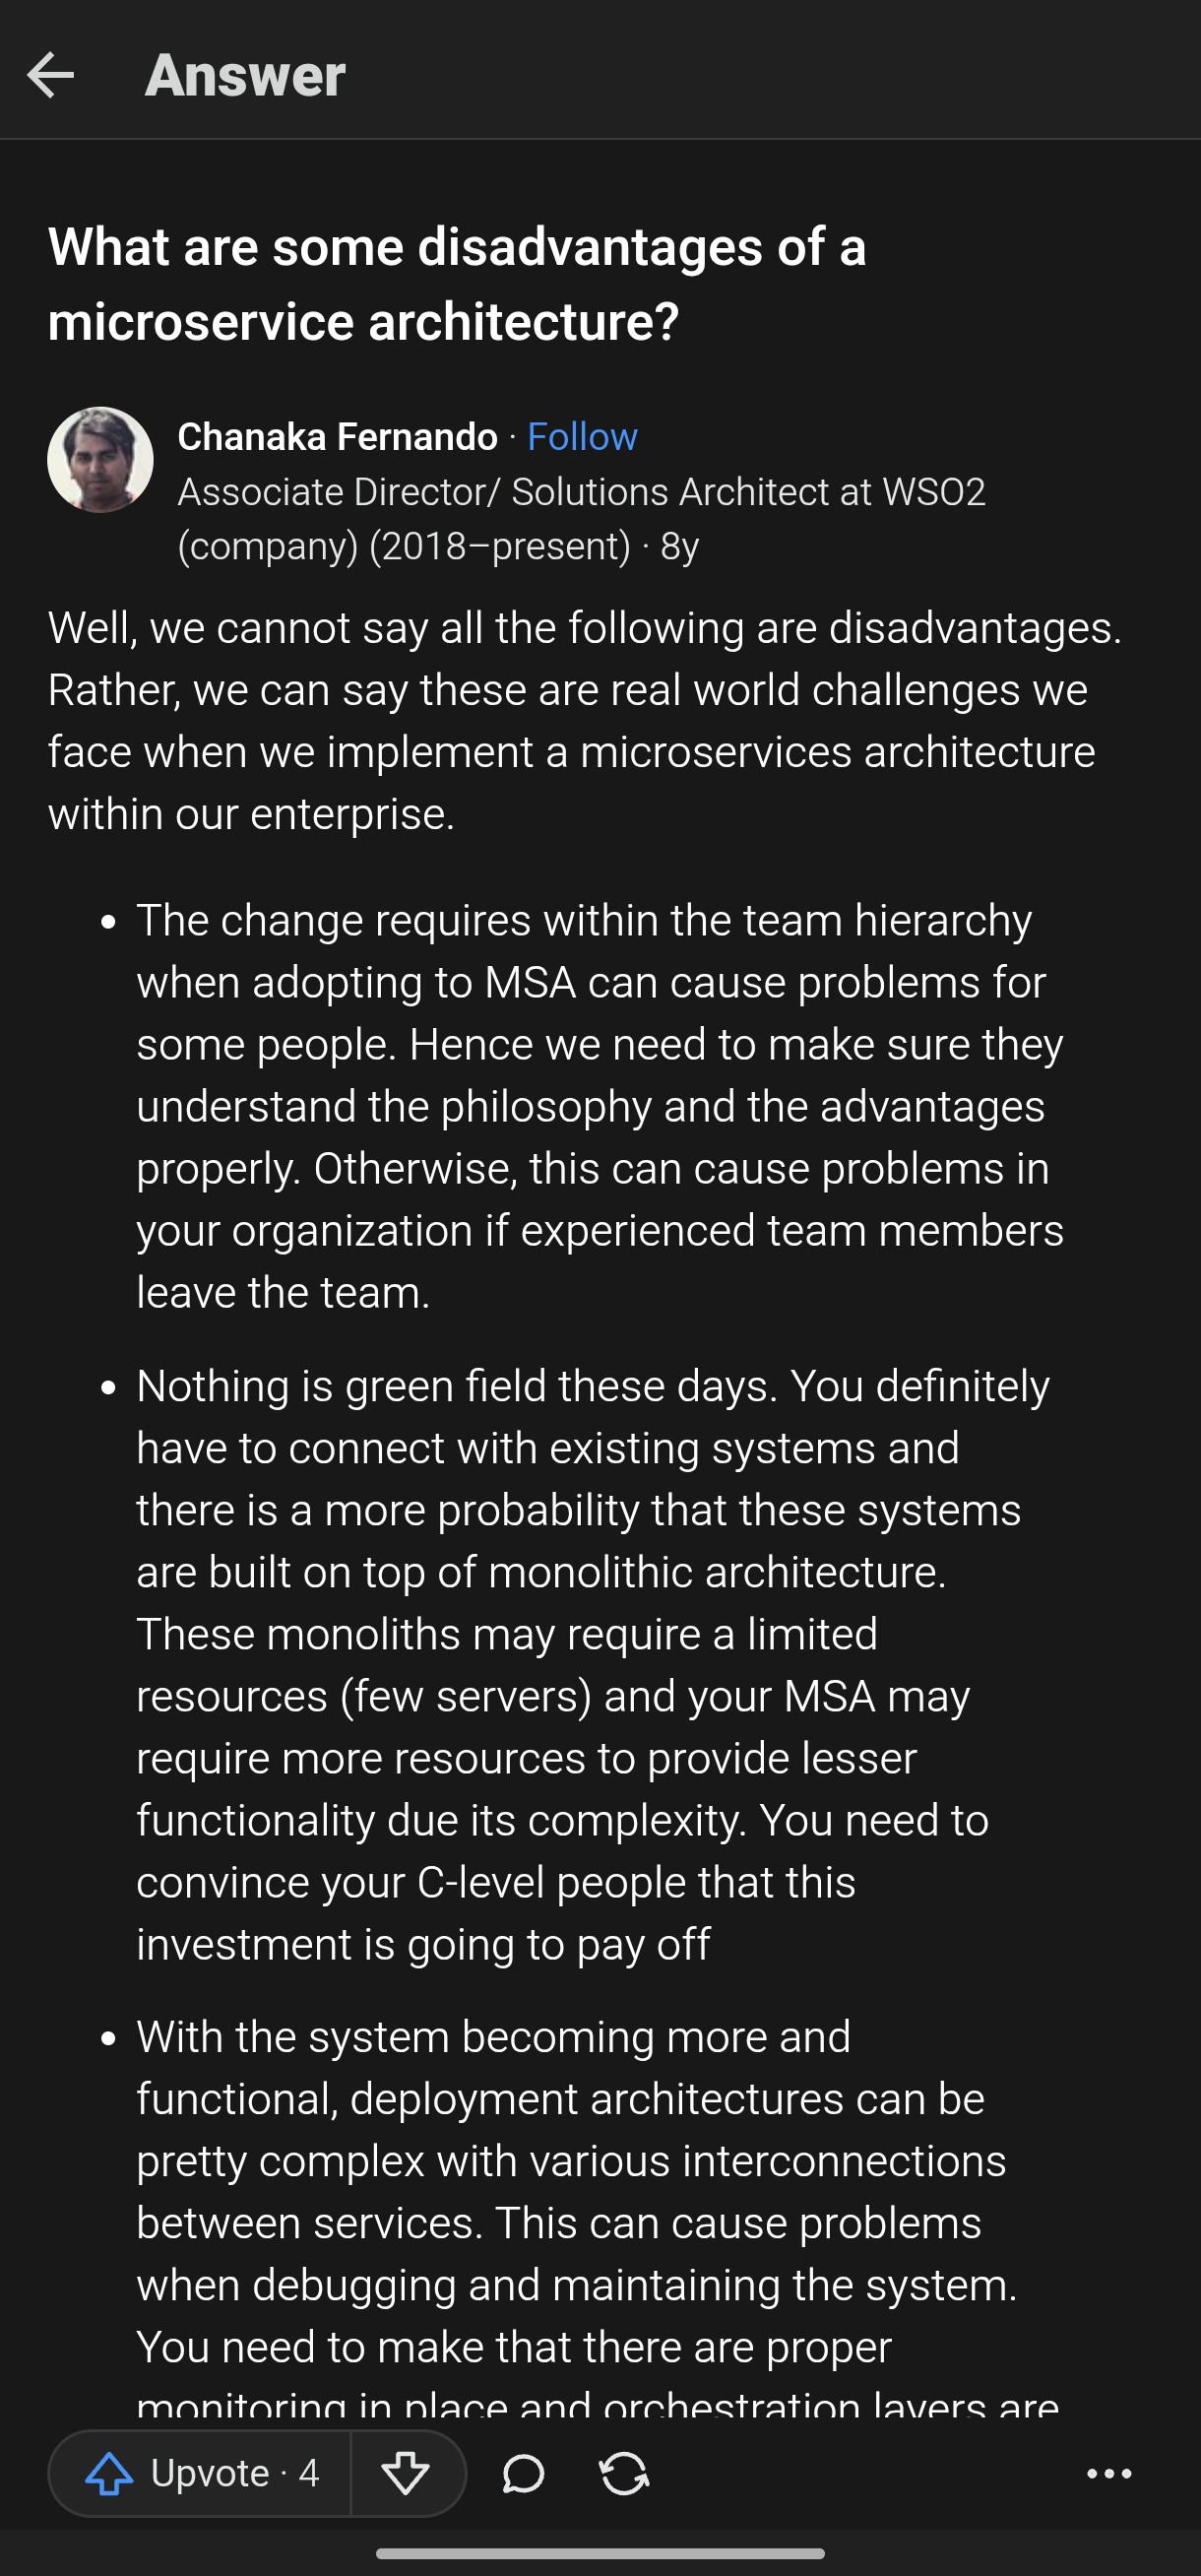 Answer
What are some disadvantages of a
microservice architecture?
Chanaka Fernando · Follow
Associate Director/ Solutions Architect at WSO2
(company) (2018–present) · 8y
Well, we cannot say all the following are disadvantages.
Rather, we can say these are real world challenges we
face when we implement a microservices architecture
within our enterprise.
• The change requires within the team hierarchy
when adopting to MSA can cause problems for
some people. Hence we need to make sure they
understand the philosophy and the advantages
properly. Otherwise, this can cause problems in
your organization if experienced team members
leave the team.
• Nothing is green field these days. You definitely
have to connect with existing systems and
there is a more probability that these systems
are built on top of monolithic architecture.
These monoliths may require a limited
resources (few servers) and your MSA may
require more resources to provide lesser
functionality due its complexity. You need to
convince your C-level people that this
investment is going to pay off
• With the system becoming more and
functional, deployment architectures can be
pretty complex with various interconnections
between services. This can cause problems
when debugging and maintaining the system.
You need to make that there are proper
monitoring in place and orchestration layers are
Upvote · 4